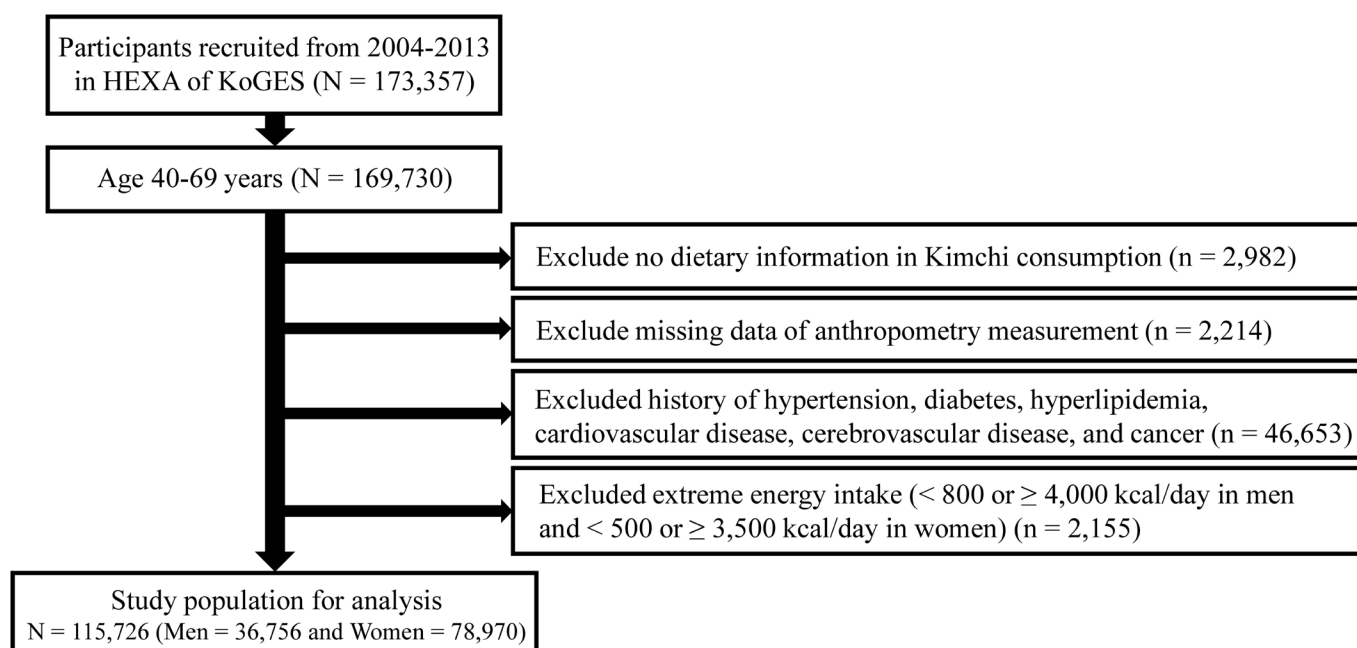 Participants recruited from 2004-2013
in HEXA of KoGES (N = 173,357)
Age 40-69 years (N = 169,730)
Exclude no dietary information in Kimchi consumption (n = 2,982)
Exclude missing data of anthropometry measurement (n = 2,214)
Excluded history of hypertension, diabetes, hyperlipidemia,
cardiovascular disease, cerebrovascular disease, and cancer (n = 46,653)
Excluded extreme energy intake (< 800 or ≥ 4,000 kcal/day in men
and < 500 or ≥ 3,500 kcal/day in women) (n = 2,155)
Study population for analysis
N = 115,726 (Men = 36,756 and Women = 78,970)